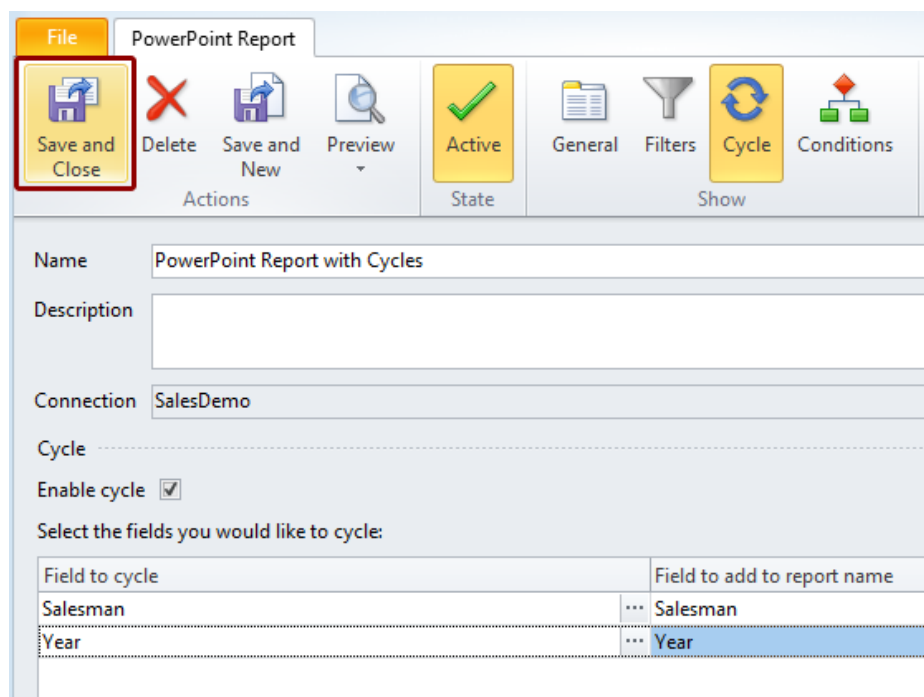 File
PowerPoint Report
Save and Close
Delete
Save and New
Preview
Active
General
Filters
Cycle
Conditions
Actions
State
Show
Name
PowerPoint Report with Cycles
Description
Connection
SalesDemo
Cycle
Enable cycle
Select the fields you would like to cycle:
Field to cycle
Field to add to report name
Salesman
...
Salesman
Year
...
Year